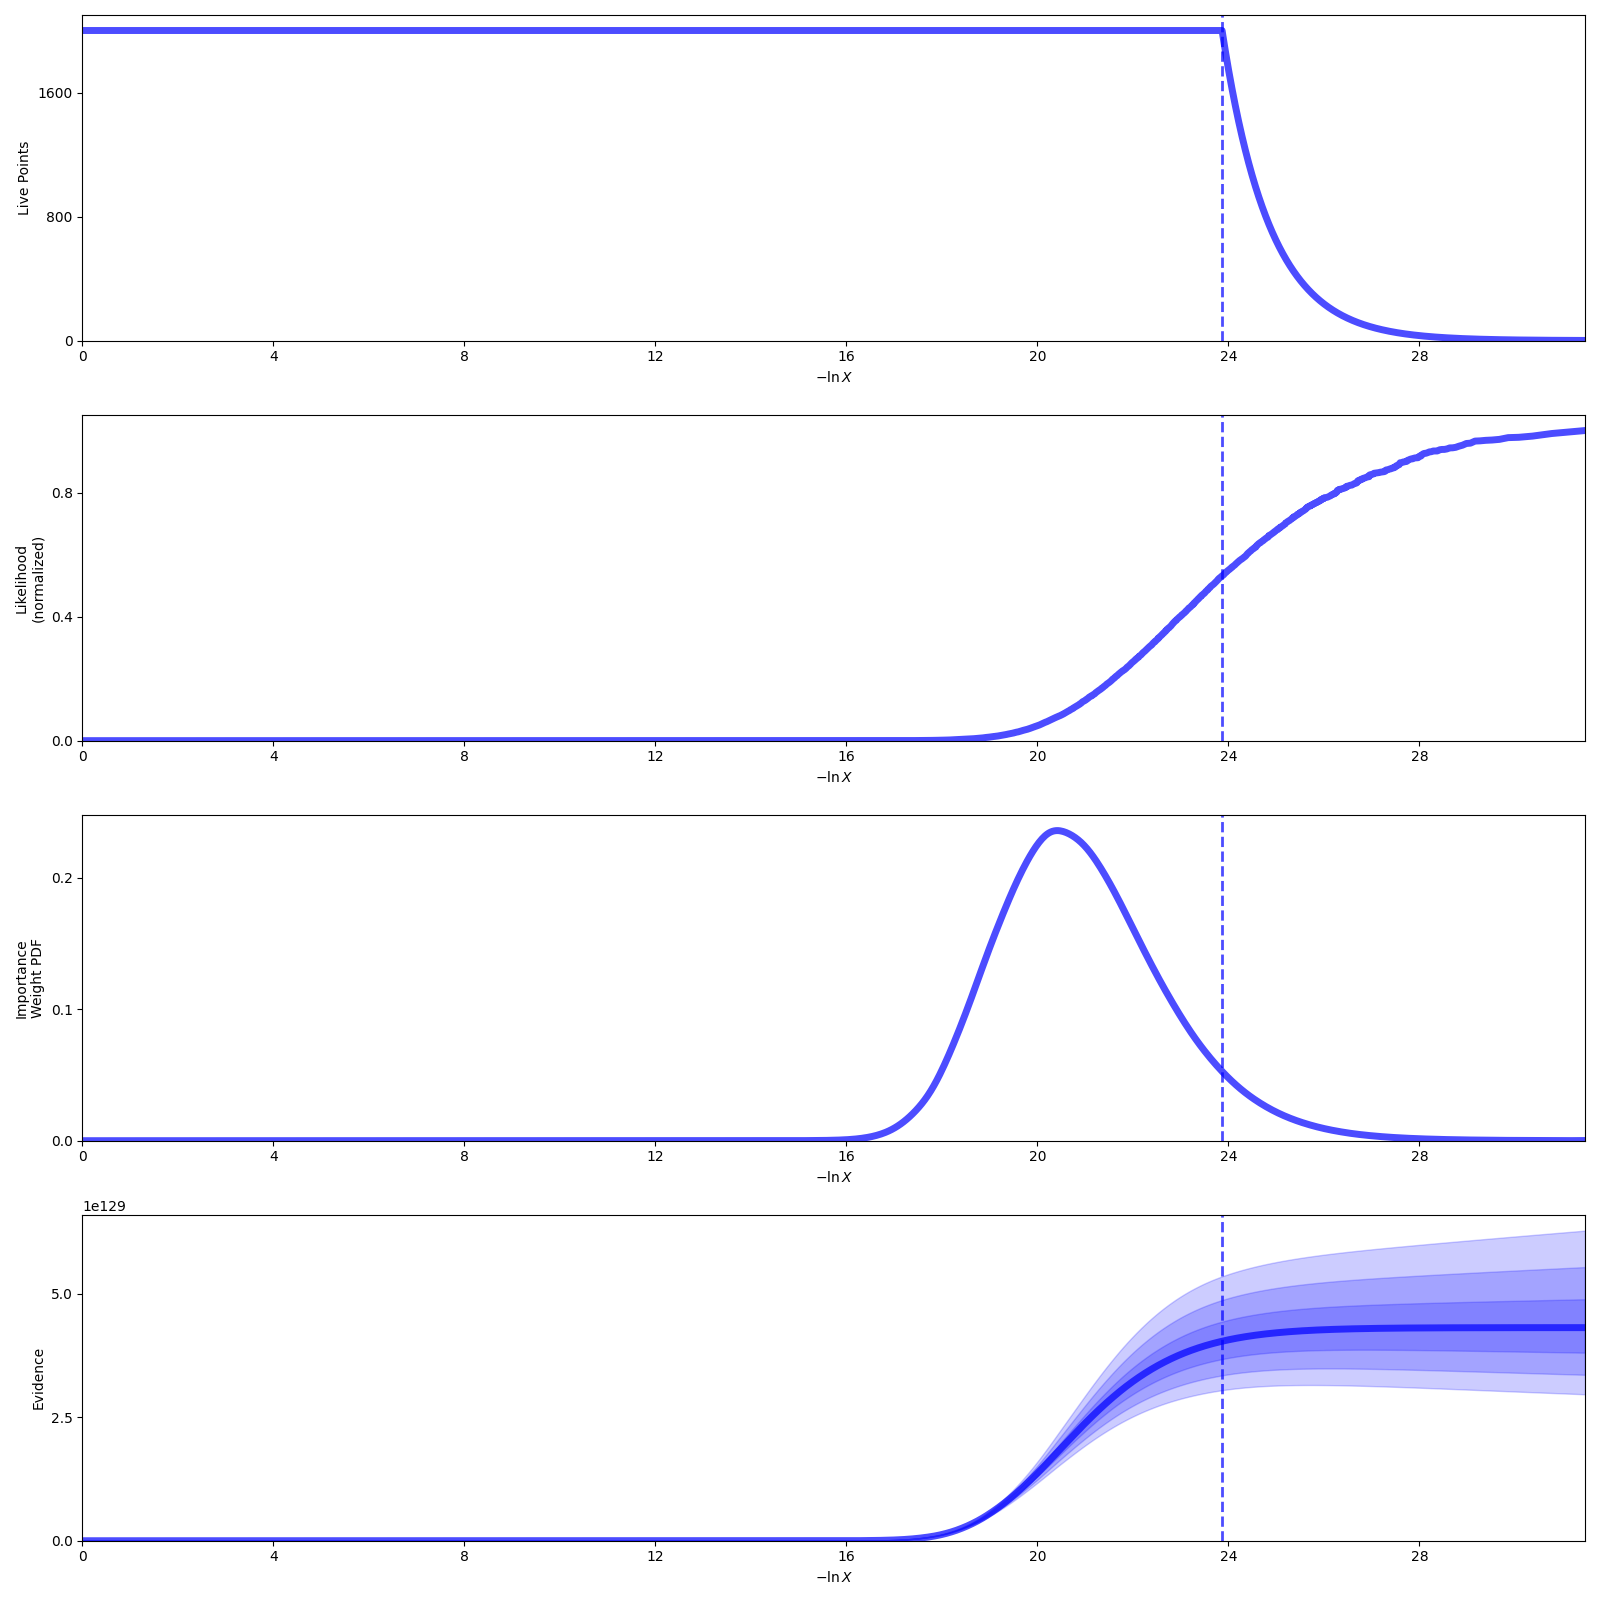 1600
800
0
Live Points
0 4 8 12 16 20 24 28
−ln X
0.8
0.4
0.0
Likelihood
(normalized)
0 4 8 12 16 20 24 28
−ln X
0.2
0.1
0.0
Importance
Weight PDF
0 4 8 12 16 20 24 28
−ln X
1e129
5.0
2.5
0.0
Evidence
0 4 8 12 16 20 24 28
−ln X